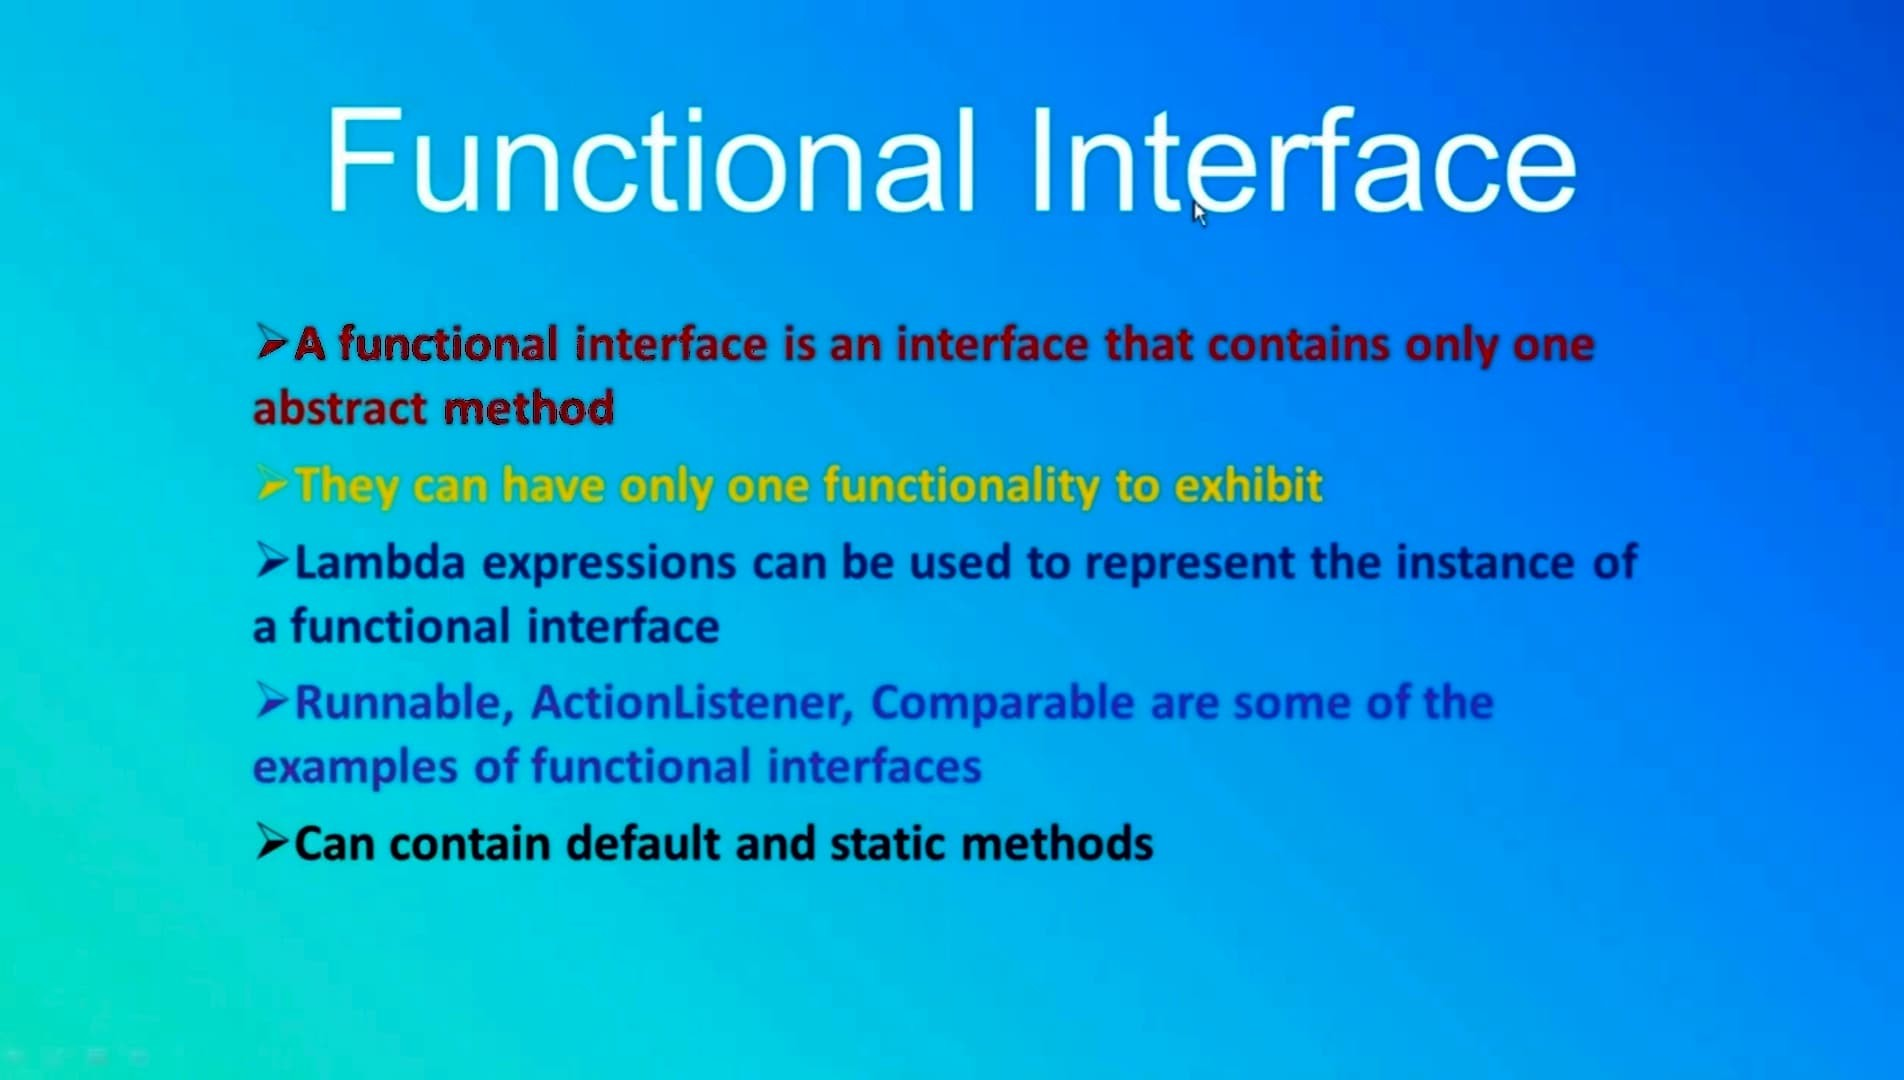 Functional Interface
➢A functional interface is an interface that contains only one
abstract method
➢They can have only one functionality to exhibit
➢Lambda expressions can be used to represent the instance of
a functional interface
➢Runnable, ActionListener, Comparable are some of the
examples of functional interfaces
➢Can contain default and static methods